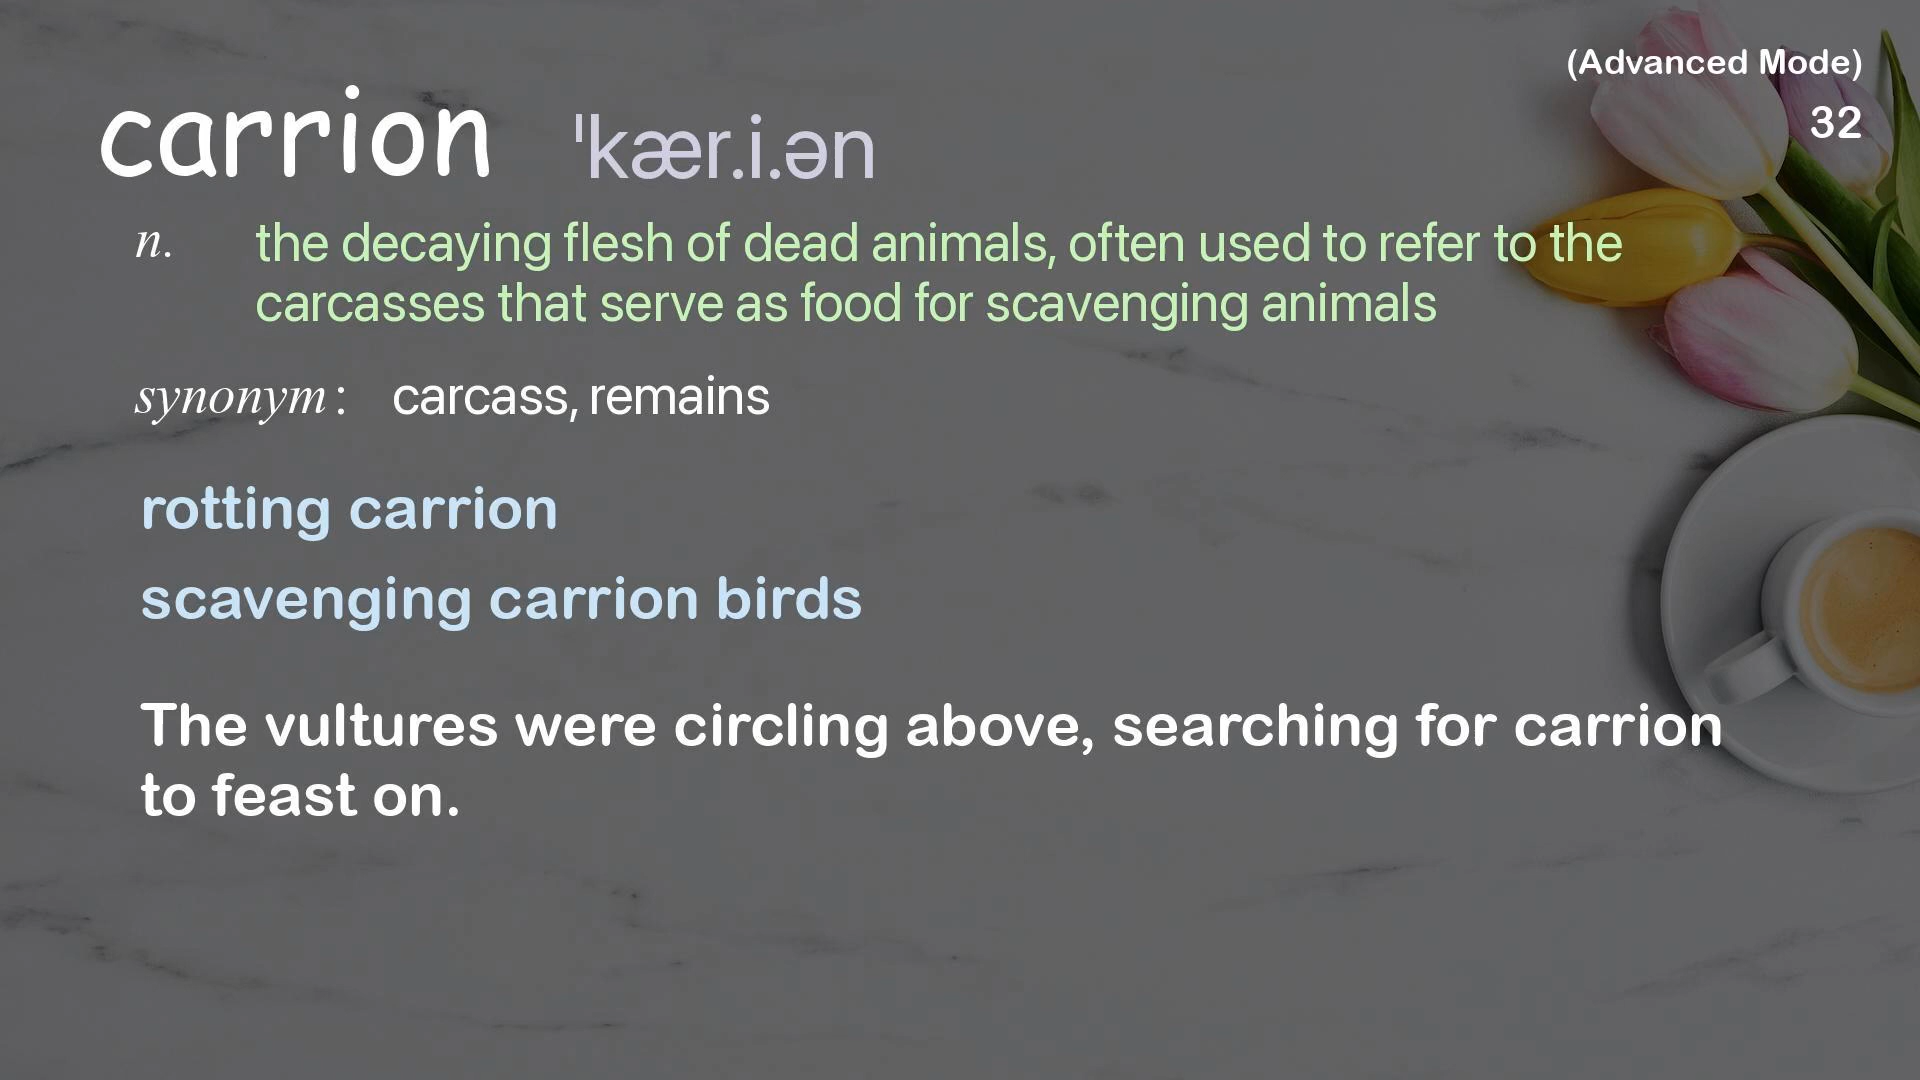 (Advanced Mode)
32
carrion ˈkær.i.ən
n. the decaying flesh of dead animals, often used to refer to the
carcasses that serve as food for scavenging animals
synonym: carcass, remains
rotting carrion
scavenging carrion birds
The vultures were circling above, searching for carrion
to feast on.